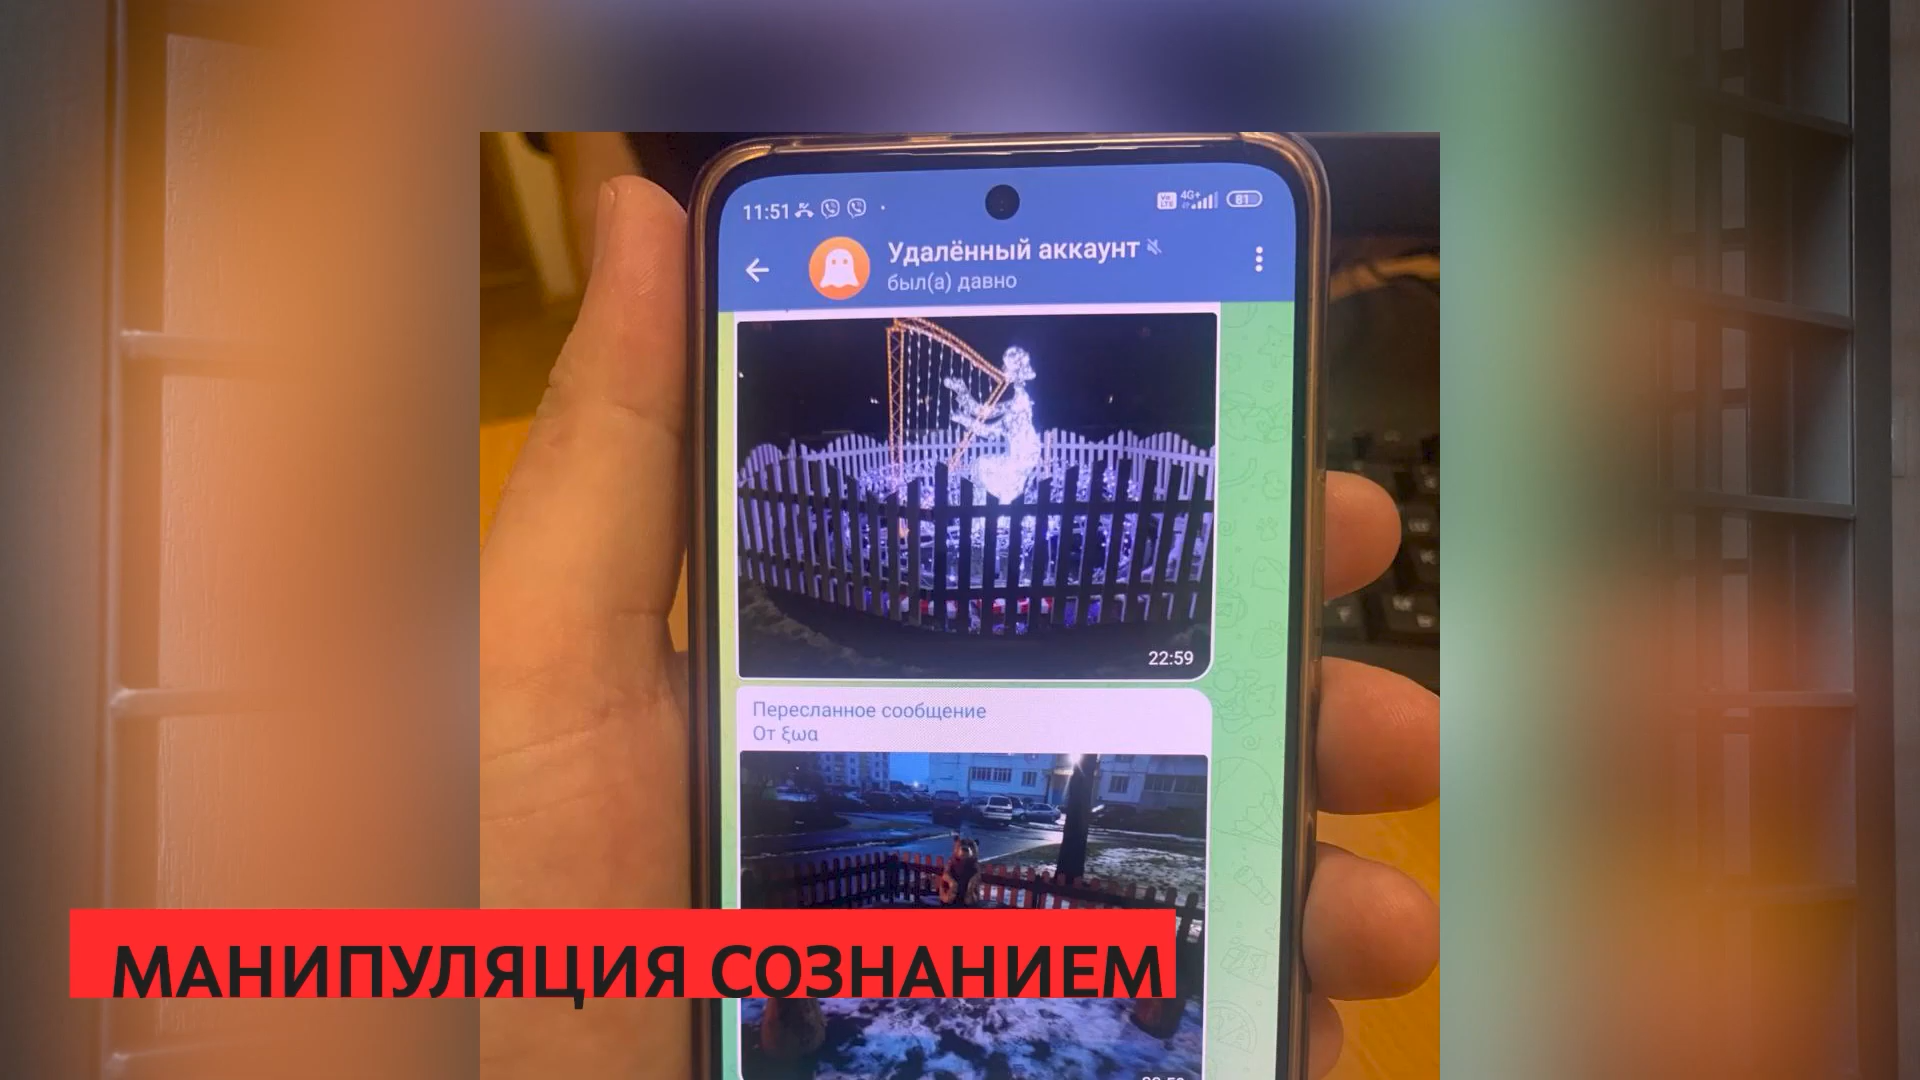 11:51
4G+
81
Удалённый аккаунт
был(а) давно
22:59
Пересланное сообщение
От ξωα
МАНИПУЛЯЦИЯ СОЗНАНИЕМ